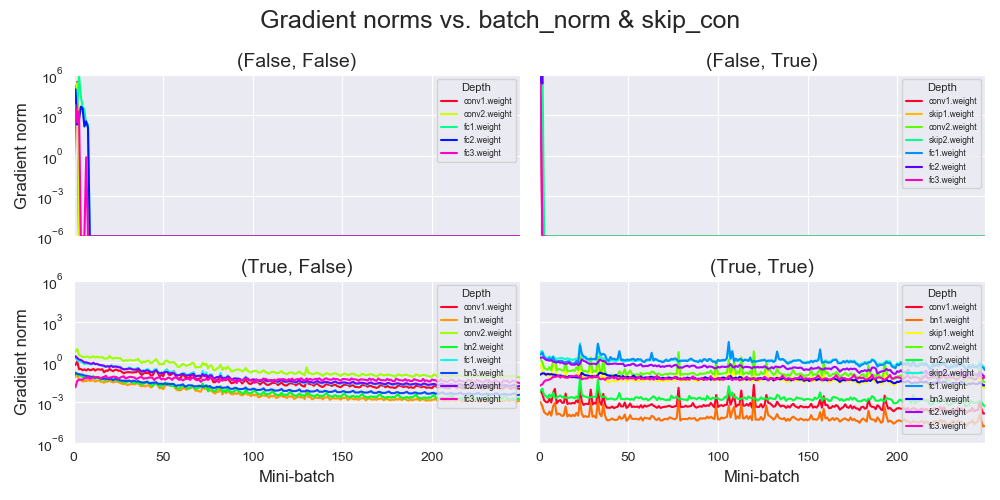 Gradient norms vs. batch_norm & skip_con
(False, False)
Gradient norm
10^6
10^3
10^0
10^−3
10^−6
Depth
conv1.weight
conv2.weight
fc1.weight
fc2.weight
fc3.weight
(False, True)
Depth
conv1.weight
skip1.weight
conv2.weight
skip2.weight
fc1.weight
fc2.weight
fc3.weight
(True, False)
Gradient norm
10^6
10^3
10^0
10^−3
10^−6
Depth
conv1.weight
bn1.weight
conv2.weight
bn2.weight
fc1.weight
bn3.weight
fc2.weight
fc3.weight
0 50 100 150 200
Mini-batch
(True, True)
Depth
conv1.weight
bn1.weight
skip1.weight
conv2.weight
bn2.weight
skip2.weight
fc1.weight
bn3.weight
fc2.weight
fc3.weight
0 50 100 150 200
Mini-batch